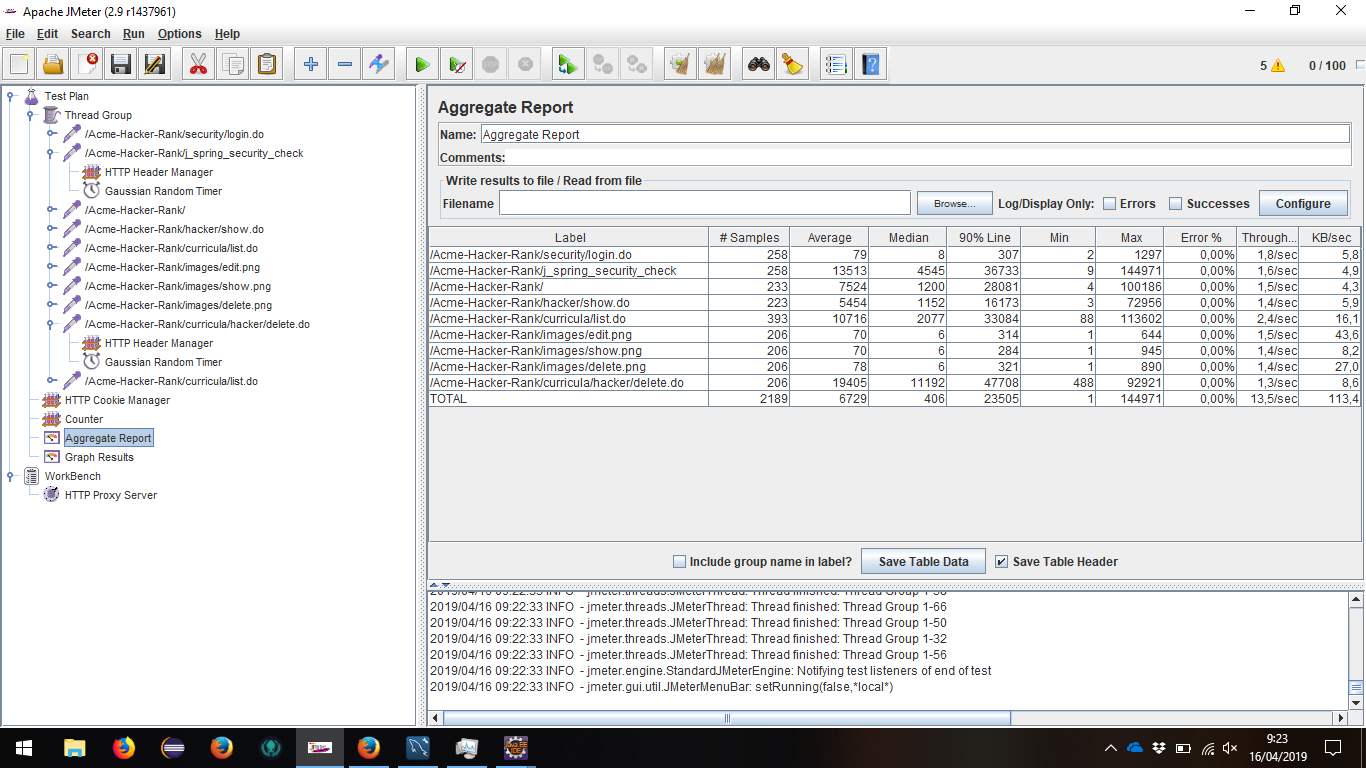 Apache JMeter (2.9 r1437961)
File Edit Search Run Options Help
5 0 / 100
Test Plan
Thread Group
/Acme-Hacker-Rank/security/login.do
/Acme-Hacker-Rank/j_spring_security_check
HTTP Header Manager
Gaussian Random Timer
/Acme-Hacker-Rank/
/Acme-Hacker-Rank/hacker/show.do
/Acme-Hacker-Rank/curricula/list.do
/Acme-Hacker-Rank/images/edit.png
/Acme-Hacker-Rank/images/show.png
/Acme-Hacker-Rank/images/delete.png
/Acme-Hacker-Rank/curricula/hacker/delete.do
HTTP Header Manager
Gaussian Random Timer
/Acme-Hacker-Rank/curricula/list.do
HTTP Cookie Manager
Counter
Aggregate Report
Graph Results
WorkBench
HTTP Proxy Server
Aggregate Report
Name: Aggregate Report
Comments:
Write results to file / Read from file
Filename Browse... Log/Display Only: Errors Successes Configure
Label # Samples Average Median 90% Line Min Max Error % Through... KB/sec
/Acme-Hacker-Rank/security/login.do 258 79 8 307 2 1297 0,00% 1,8/sec 5,8
/Acme-Hacker-Rank/j_spring_security_check 258 13513 4545 36733 9 144971 0,00% 1,6/sec 4,9
/Acme-Hacker-Rank/ 233 7524 1200 28081 4 100186 0,00% 1,5/sec 4,3
/Acme-Hacker-Rank/hacker/show.do 223 5454 1152 16173 3 72956 0,00% 1,4/sec 5,9
/Acme-Hacker-Rank/curricula/list.do 393 10716 2077 33084 88 113602 0,00% 2,4/sec 16,1
/Acme-Hacker-Rank/images/edit.png 206 70 6 314 1 644 0,00% 1,5/sec 43,6
/Acme-Hacker-Rank/images/show.png 206 70 6 284 1 945 0,00% 1,4/sec 8,2
/Acme-Hacker-Rank/images/delete.png 206 78 6 321 1 890 0,00% 1,4/sec 27,0
/Acme-Hacker-Rank/curricula/hacker/delete.do 206 19405 11192 47708 488 92921 0,00% 1,3/sec 8,6
TOTAL 2189 6729 406 23505 1 144971 0,00% 13,5/sec 113,4
Include group name in label? Save Table Data Save Table Header
2019/04/16 09:22:33 INFO - jmeter.threads.JMeterThread: Thread finished: Thread Group
2019/04/16 09:22:33 INFO - jmeter.threads.JMeterThread: Thread finished: Thread Group 1-66
2019/04/16 09:22:33 INFO - jmeter.threads.JMeterThread: Thread finished: Thread Group 1-50
2019/04/16 09:22:33 INFO - jmeter.threads.JMeterThread: Thread finished: Thread Group 1-32
2019/04/16 09:22:33 INFO - jmeter.threads.JMeterThread: Thread finished: Thread Group 1-56
2019/04/16 09:22:33 INFO - jmeter.engine.StandardJMeterEngine: Notifying test listeners of end of test
2019/04/16 09:22:33 INFO - jmeter.gui.util.JMeterMenuBar: setRunning(false,*local*)
9:23
16/04/2019